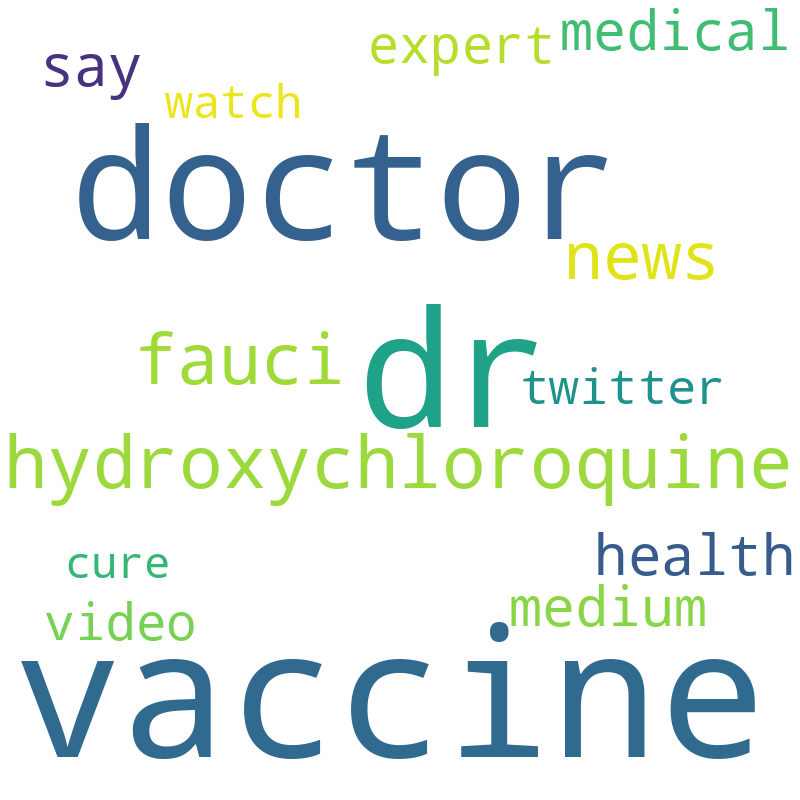 expert medical
say
watch
doctor
news
fauci dr
twitter
hydroxychloroquine
cure health
video medium
vaccine